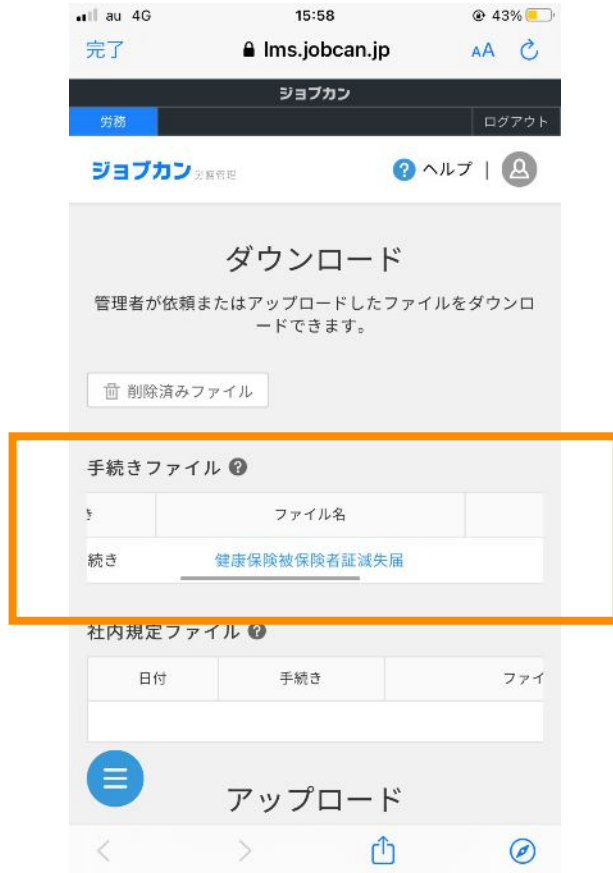 au 4G 15:58 43%
完了 lms.jobcan.jp AA
ジョブカン
労務 ログアウト
ジョブカン 労務管理 ? ヘルプ |
ダウンロード
管理者が依頼またはアップロードしたファイルをダウンロ
ードできます。
削除済みファイル
手続きファイル ?
き ファイル名
続き 健康保険被保険者証滅失届
社内規定ファイル ?
日付 手続き ファイ
アップロード